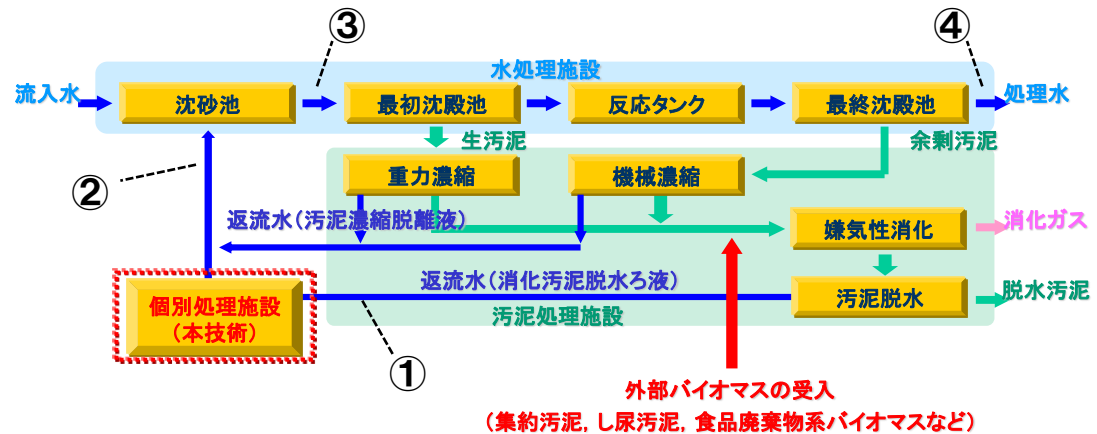 ③
④
水処理施設
流入水
沈砂池
最初沈殿池
反応タンク
最終沈殿池
処理水
生汚泥
余剰汚泥
②
重力濃縮
機械濃縮
返流水（汚泥濃縮脱離液）
嫌気性消化
消化ガス
個別処理施設
（本技術）
返流水（消化汚泥脱水ろ液）
汚泥脱水
脱水汚泥
汚泥処理施設
①
外部バイオマスの受入
（集約汚泥，し尿汚泥，食品廃棄物系バイオマスなど）